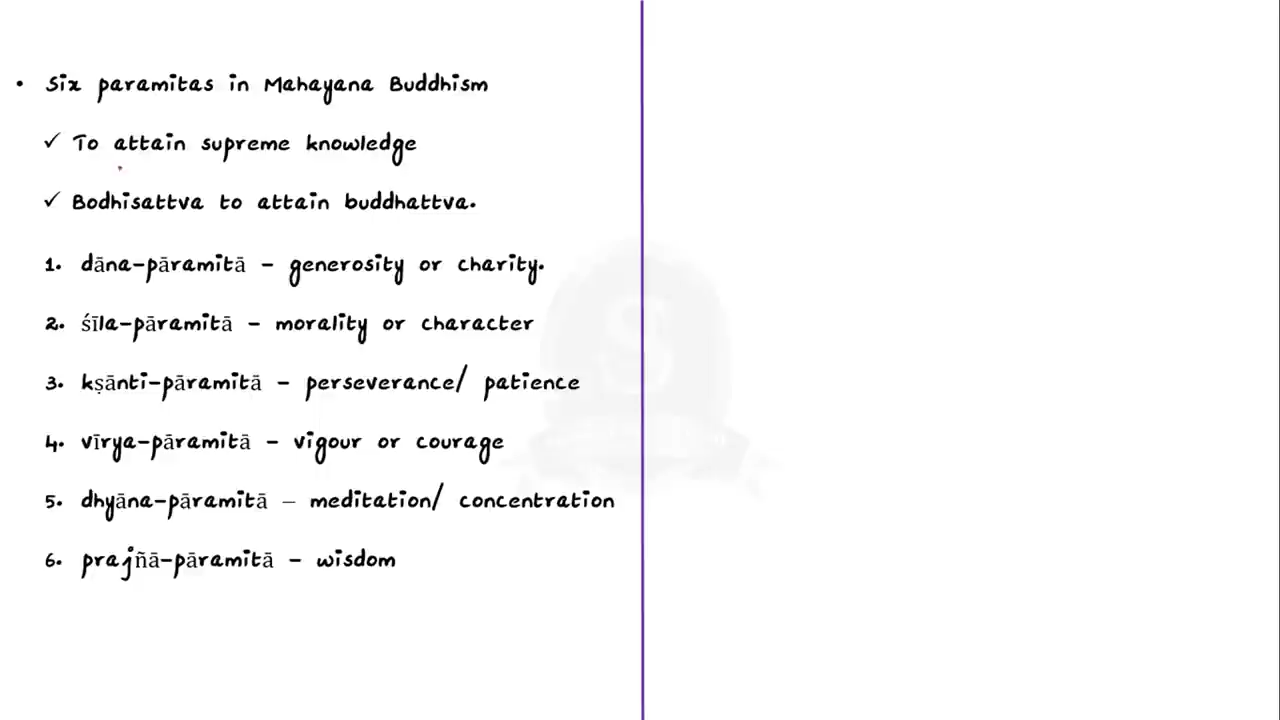 • Six paramitas in Mahayana Buddhism
✓ To attain supreme knowledge
✓ Bodhisattva to attain buddhattva.
1. dāna-pāramitā - generosity or charity.
2. śīla-pāramitā - morality or character
3. kṣānti-pāramitā - perseverance/ patience
4. vīrya-pāramitā - vigour or courage
5. dhyāna-pāramitā – meditation/ concentration
6. prajñā-pāramitā - wisdom